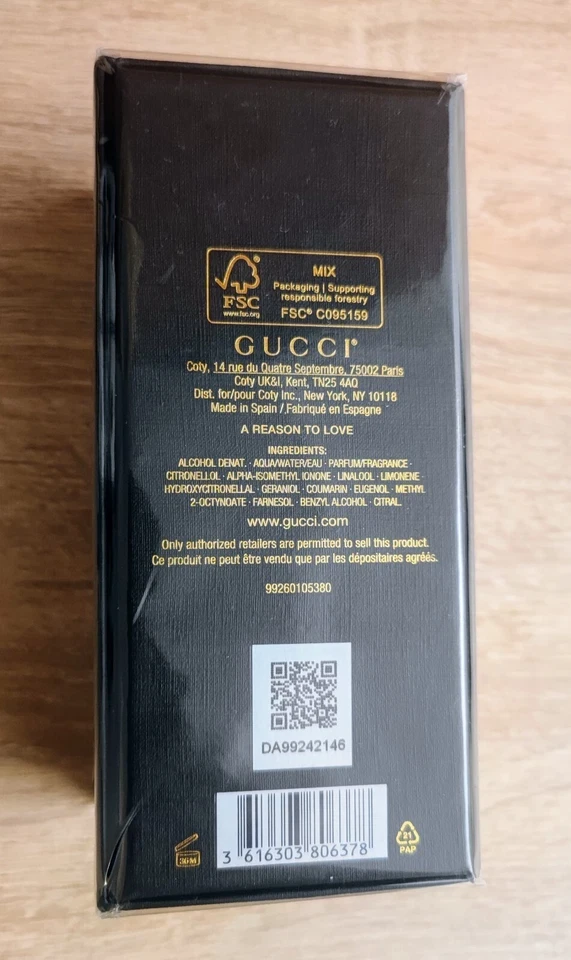 FSC
www.fsc.org
MIX
Packaging | Supporting
responsible forestry
FSC® C095159
GUCCI®
Coty, 14 rue du Quatre Septembre, 75002 Paris
Coty UK&I, Kent, TN25 4AQ
Dist. for/pour Coty Inc., New York, NY 10118
Made in Spain / Fabriqué en Espagne
A REASON TO LOVE
INGREDIENTS:
ALCOHOL DENAT. · AQUA/WATER/EAU · PARFUM/FRAGRANCE ·
CITRONELLOL · ALPHA-ISOMETHYL IONONE · LINALOOL · LIMONENE ·
HYDROXYCITRONELLAL · GERANIOL · COUMARIN · EUGENOL · METHYL
2-OCTYNOATE · FARNESOL · BENZYL ALCOHOL · CITRAL.
www.gucci.com
Only authorized retailers are permitted to sell this product.
Ce produit ne peut être vendu que par les dépositaires agréés.
99260105380
DA99242146
36M
3 616303 806378
21
PAP